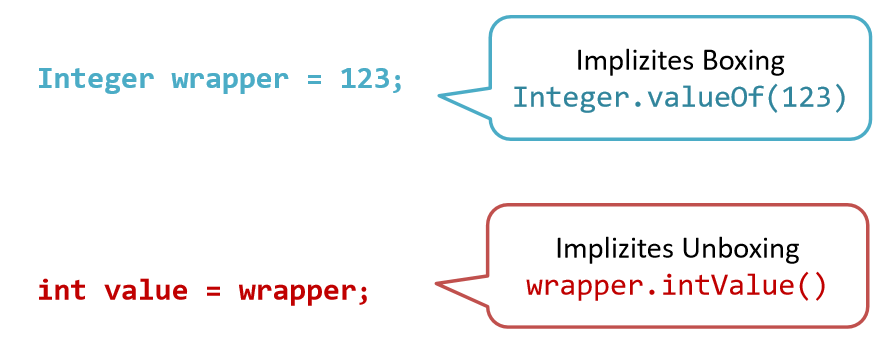 Integer wrapper = 123;
Implizites Boxing
Integer.valueOf(123)
int value = wrapper;
Implizites Unboxing
wrapper.intValue()